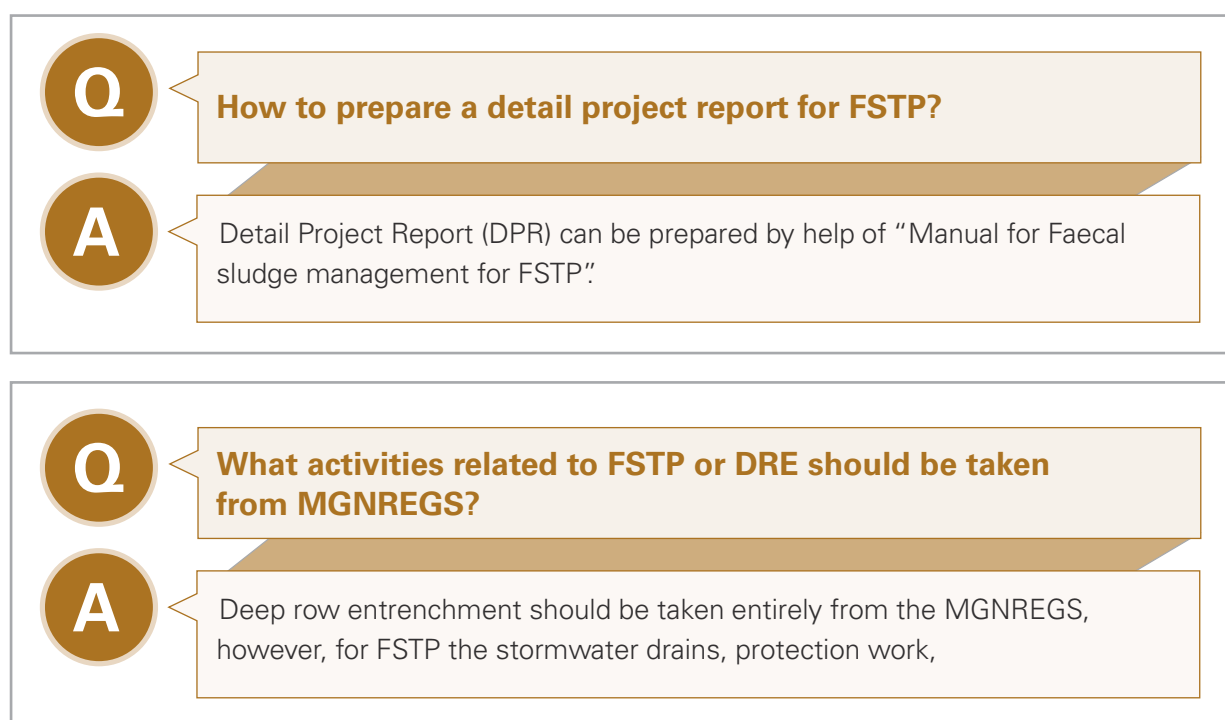 Q
How to prepare a detail project report for FSTP?
A
Detail Project Report (DPR) can be prepared by help of “Manual for Faecal
sludge management for FSTP”.
Q
What activities related to FSTP or DRE should be taken
from MGNREGS?
A
Deep row entrenchment should be taken entirely from the MGNREGS,
however, for FSTP the stormwater drains, protection work,